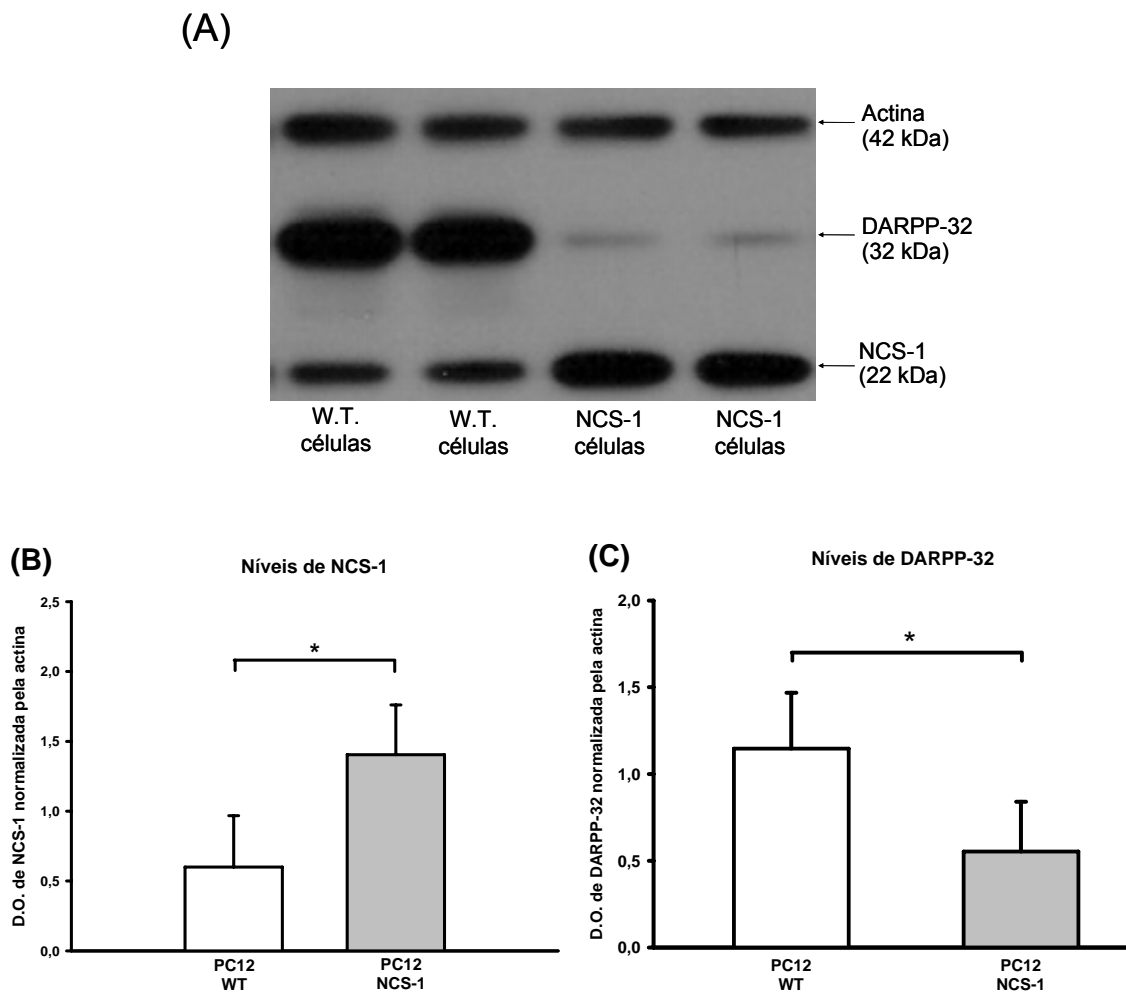 (A)
Actina
(42 kDa)
DARPP-32
(32 kDa)
NCS-1
(22 kDa)
W.T.
células
W.T.
células
NCS-1
células
NCS-1
células
(B)
Níveis de NCS-1
D.O. de NCS-1 normalizada pela actina
2,5
2,0
1,5
1,0
0,5
0,0
*
PC12
WT
PC12
NCS-1
(C)
Níveis de DARPP-32
D.O. de DARPP-32 normalizada pela actina
2,0
1,5
1,0
0,5
0,0
*
PC12
WT
PC12
NCS-1